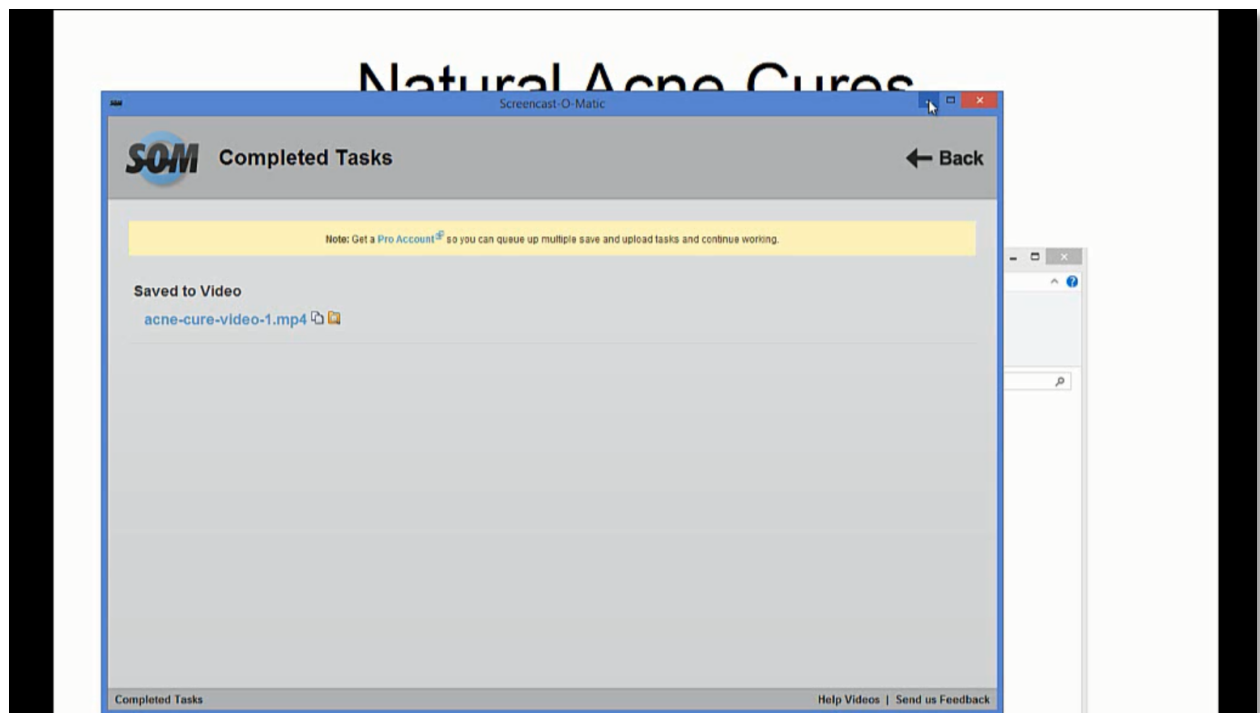 Natural Acne Cures
Screencast-O-Matic
SOM
Completed Tasks
Back
Note: Get a Pro Account so you can queue up multiple save and upload tasks and continue working.
Saved to Video
acne-cure-video-1.mp4
Completed Tasks
Help Videos | Send us Feedback